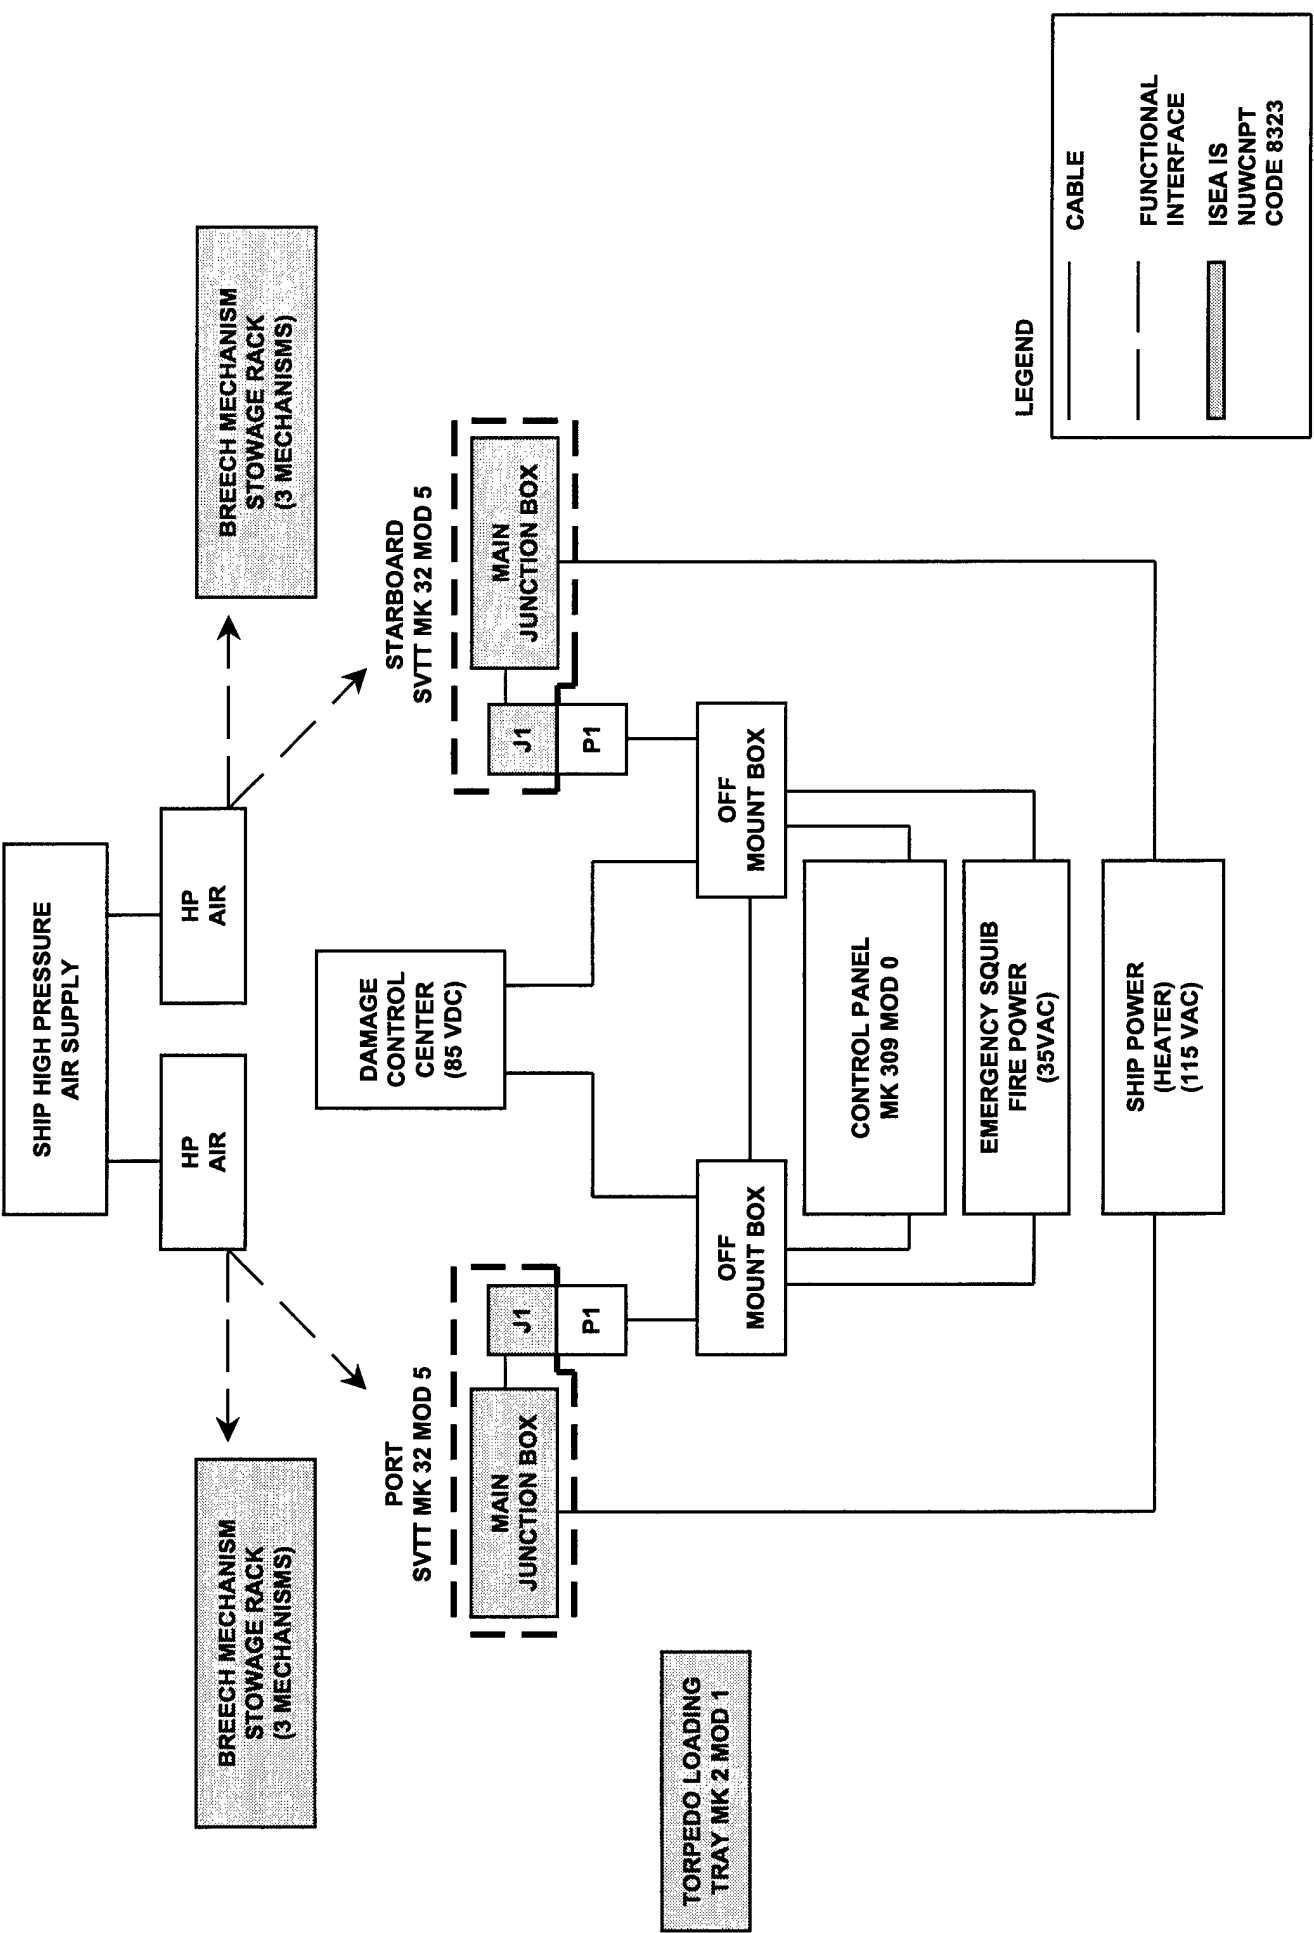 SHIP HIGH PRESSURE
AIR SUPPLY
HP
AIR
HP
AIR
BREECH MECHANISM
STOWAGE RACK
(3 MECHANISMS)
BREECH MECHANISM
STOWAGE RACK
(3 MECHANISMS)
DAMAGE
CONTROL
CENTER
(85 VDC)
PORT
SVTT MK 32 MOD 5
STARBOARD
SVTT MK 32 MOD 5
MAIN
JUNCTION BOX
J1
P1
J1
P1
MAIN
JUNCTION BOX
TORPEDO LOADING
TRAY MK 2 MOD 1
OFF
MOUNT BOX
OFF
MOUNT BOX
CONTROL PANEL
MK 309 MOD 0
EMERGENCY SQUIB
FIRE POWER
(35VAC)
SHIP POWER
(HEATER)
(115 VAC)
LEGEND
CABLE
FUNCTIONAL
INTERFACE
ISEA IS
NUWCNPT
CODE 8323